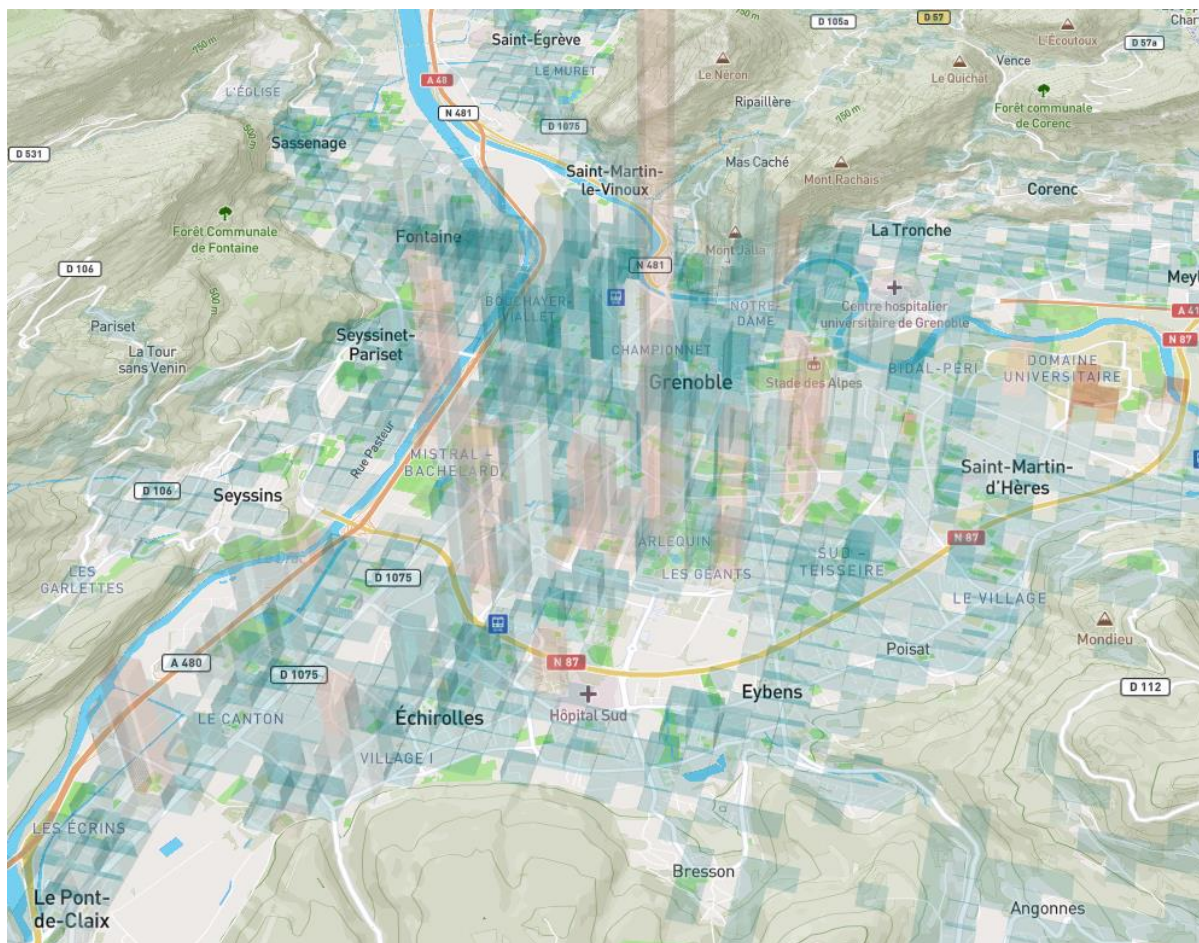 D 105a
D 57
Char
Saint-Égrève
L'Écoutoux
D 57a
750 m
LE MURET
Le Néron
Vence
A 48
Le Quichat
L'ÉGLISE
Ripaillère
Forêt communale
de Corenc
N 481
D 1075
750 m
500 m
Sassenage
D 531
Mas Caché
Saint-Martin-
le-Vinoux
Mont Rachais
Corenc
Forêt Communale
de Fontaine
Fontaine
Mont Jalla
La Tronche
D 106
N 481
Meyl
500 m
BOUCHAYER-
VIALLET
NOTRE-
DAME
Centre hospitalier
universitaire de Grenoble
A 41
Pariset
Seyssinet-
Pariset
N 87
La Tour
sans Venin
CHAMPIONNET
DOMAINE
UNIVERSITAIRE
Grenoble
Stade des Alpes
BIDAL-PÉRI
Rue Pasteur
MISTRAL -
BACHELARD
Saint-Martin-
d'Hères
D 106
Seyssins
N 87
ARLEQUIN
SUD -
TEISSEIRE
LES
GARLETTES
D 1075
LES GÉANTS
LE VILLAGE
Mondieu
Poisat
A 480
N 87
D 1075
D 112
Eybens
LE CANTON
Échirolles
Hôpital Sud
VILLAGE I
LES ÉCRINS
Bresson
Le Pont-
de-Claix
Angonnes